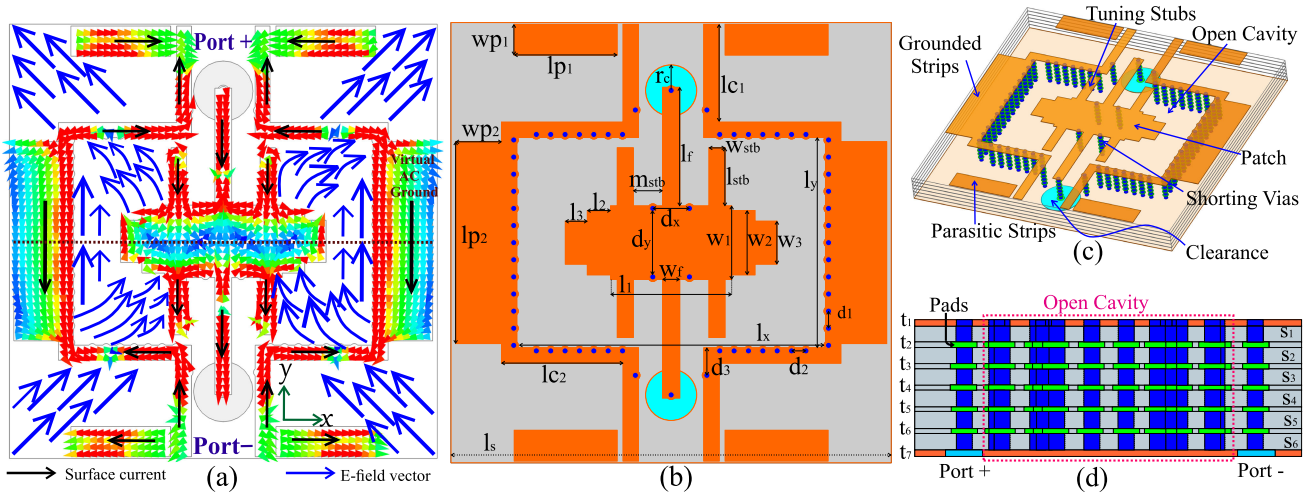 Port +
Virtual
AC
Ground
y
x
Port–
Surface current
(a)
E-field vector
wp1
lp1
rc
lc1
wp2
lf
wstb
mstb
lstb
ly
l2
l3
dx
lp2
dy
w1
w2
w3
wf
l1
d1
lx
lc2
d3
d2
ls
(b)
Tuning Stubs
Grounded
Strips
Open Cavity
Patch
Shorting Vias
Parasitic Strips
(c)
Clearance
Pads
Open Cavity
t1
t2
t3
t4
t5
t6
t7
S1
S2
S3
S4
S5
S6
Port +
(d)
Port -